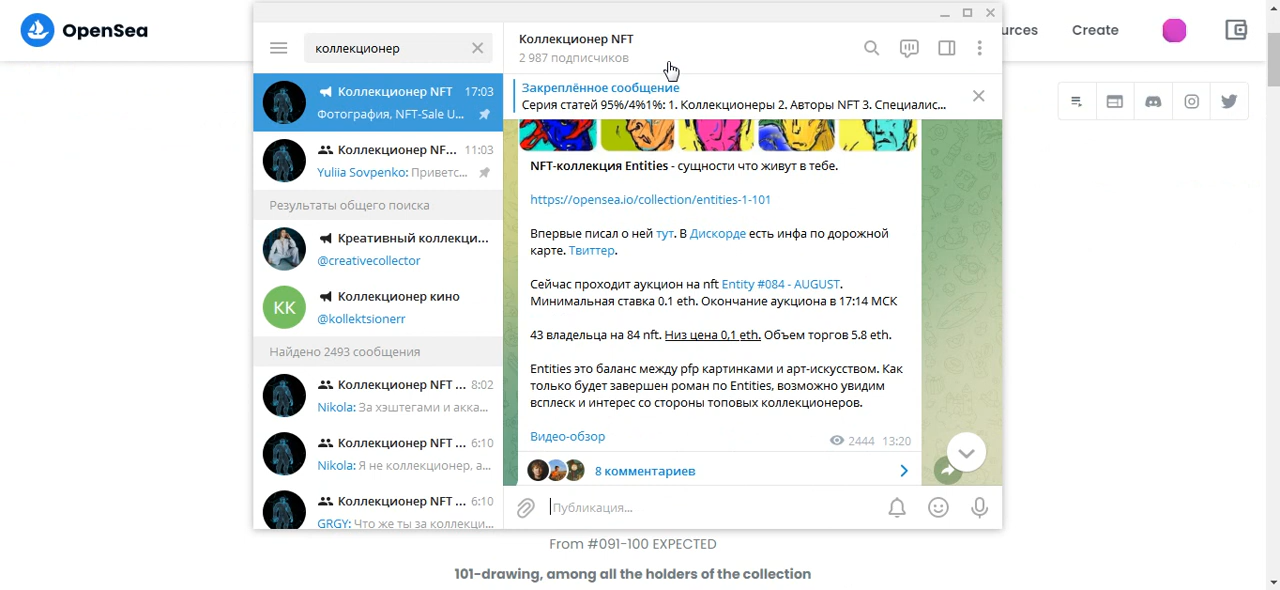 OpenSea
urces
Create
коллекционер
Коллекционер NFT 17:03
Фотография, NFT-Sale U...
Коллекционер NF... 11:03
Yuliia Sovpenko: Приветс...
Результаты общего поиска
Креативный коллекци...
@creativecollector
КК
Коллекционер кино
@kollektsionerr
Найдено 2493 сообщения
Коллекционер NFT ... 8:02
Nikola: За хэштегами и акка...
Коллекционер NFT ... 6:10
Nikola: Я не коллекционер, а...
Коллекционер NFT ... 6:10
GRGY: Что же ты за коллекци...
Коллекционер NFT
2 987 подписчиков
Закреплённое сообщение
Серия статей 95%/4%1%: 1. Коллекционеры 2. Авторы NFT 3. Специалис...
NFT-коллекция Entities - сущности что живут в тебе.
https://opensea.io/collection/entities-1-101
Впервые писал о ней тут. В Дискорде есть инфа по дорожной
карте. Твиттер.
Сейчас проходит аукцион на nft Entity #084 - AUGUST.
Минимальная ставка 0.1 eth. Окончание аукциона в 17:14 МСК
43 владельца на 84 nft. Низ цена 0,1 eth. Объем торгов 5.8 eth.
Entities это баланс между pfp картинками и арт-искусством. Как
только будет завершен роман по Entities, возможно увидим
всплеск и интерес со стороны топовых коллекционеров.
Видео-обзор
2444 13:20
8 комментариев
Публикация...
From #091-100 EXPECTED
101-drawing, among all the holders of the collection